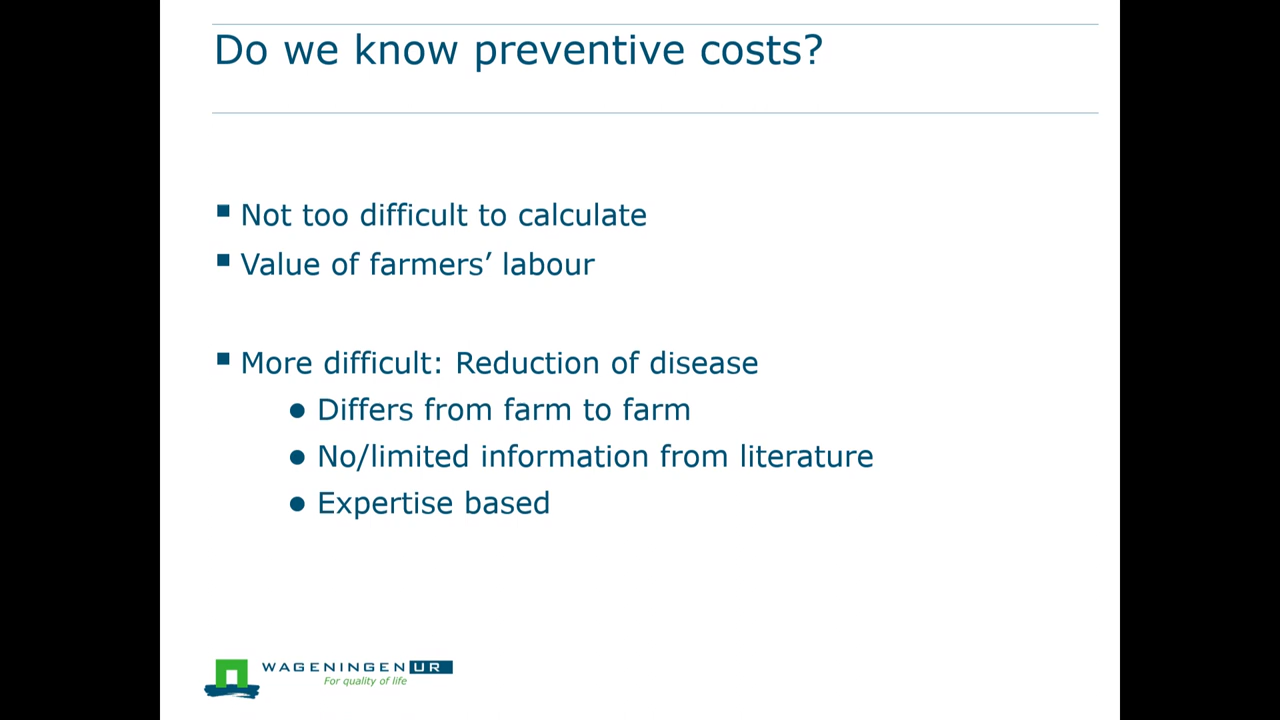 Do we know preventive costs?
Not too difficult to calculate
Value of farmers’ labour
More difficult: Reduction of disease
Differs from farm to farm
No/limited information from literature
Expertise based
WAGENINGEN UR
For quality of life